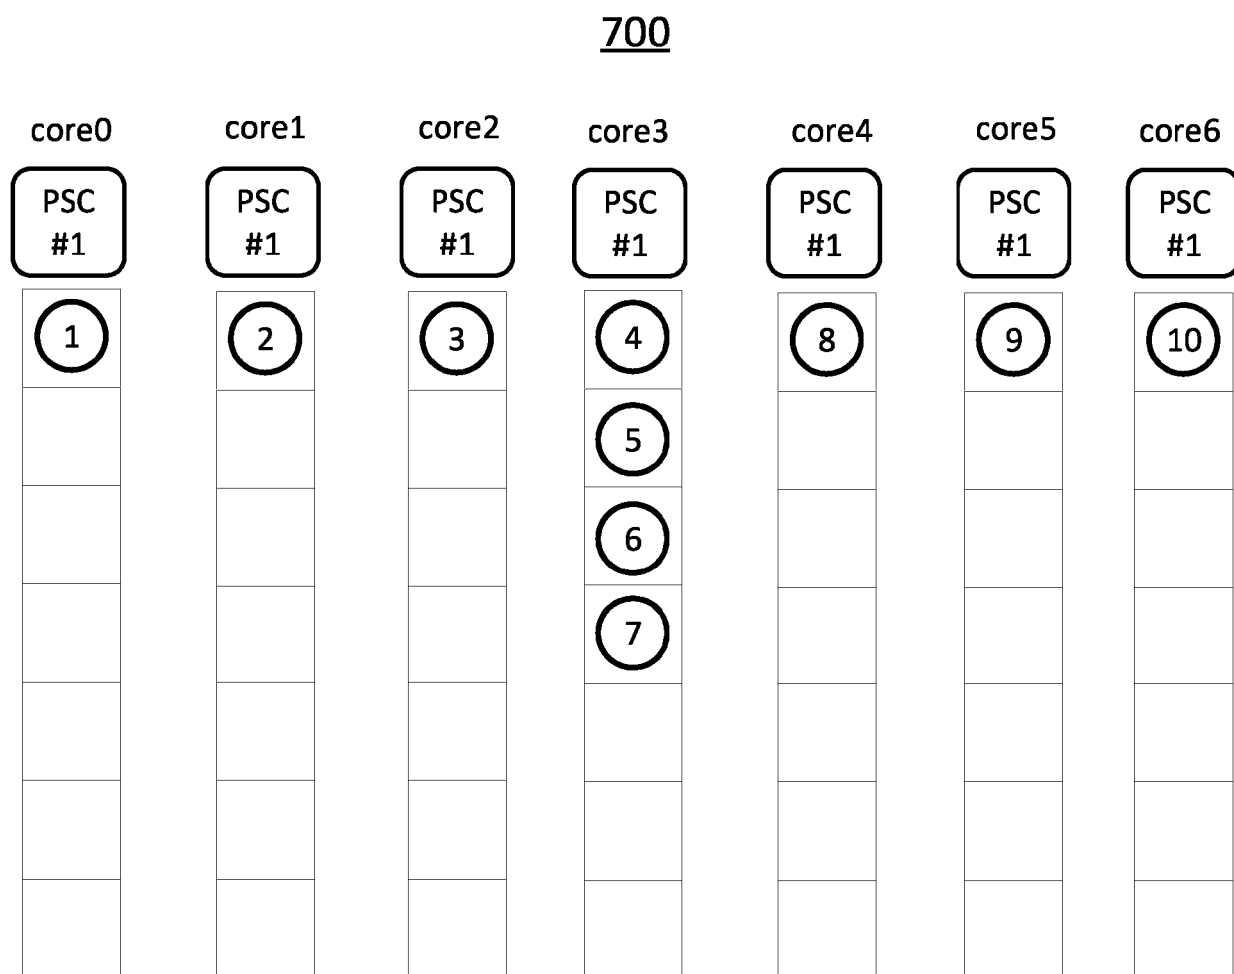 700
core0 core1 core2 core3 core4 core5 core6
PSC PSC PSC PSC PSC PSC PSC
#1 #1 #1 #1 #1 #1 #1
1 2 3 4 8 9 10
5
6
7